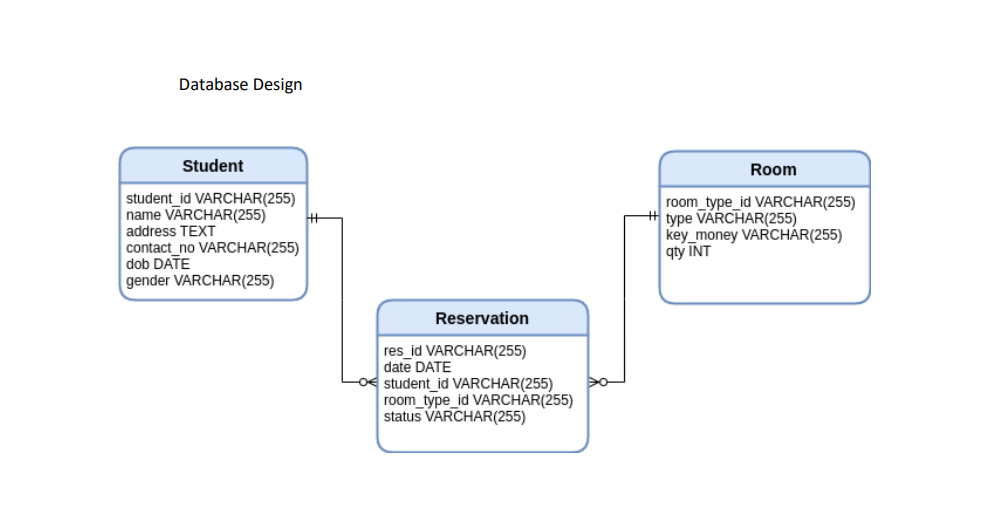 Database Design
Student
student_id VARCHAR(255)
name VARCHAR(255)
address TEXT
contact_no VARCHAR(255)
dob DATE
gender VARCHAR(255)
Room
room_type_id VARCHAR(255)
type VARCHAR(255)
key_money VARCHAR(255)
qty INT
Reservation
res_id VARCHAR(255)
date DATE
student_id VARCHAR(255)
room_type_id VARCHAR(255)
status VARCHAR(255)